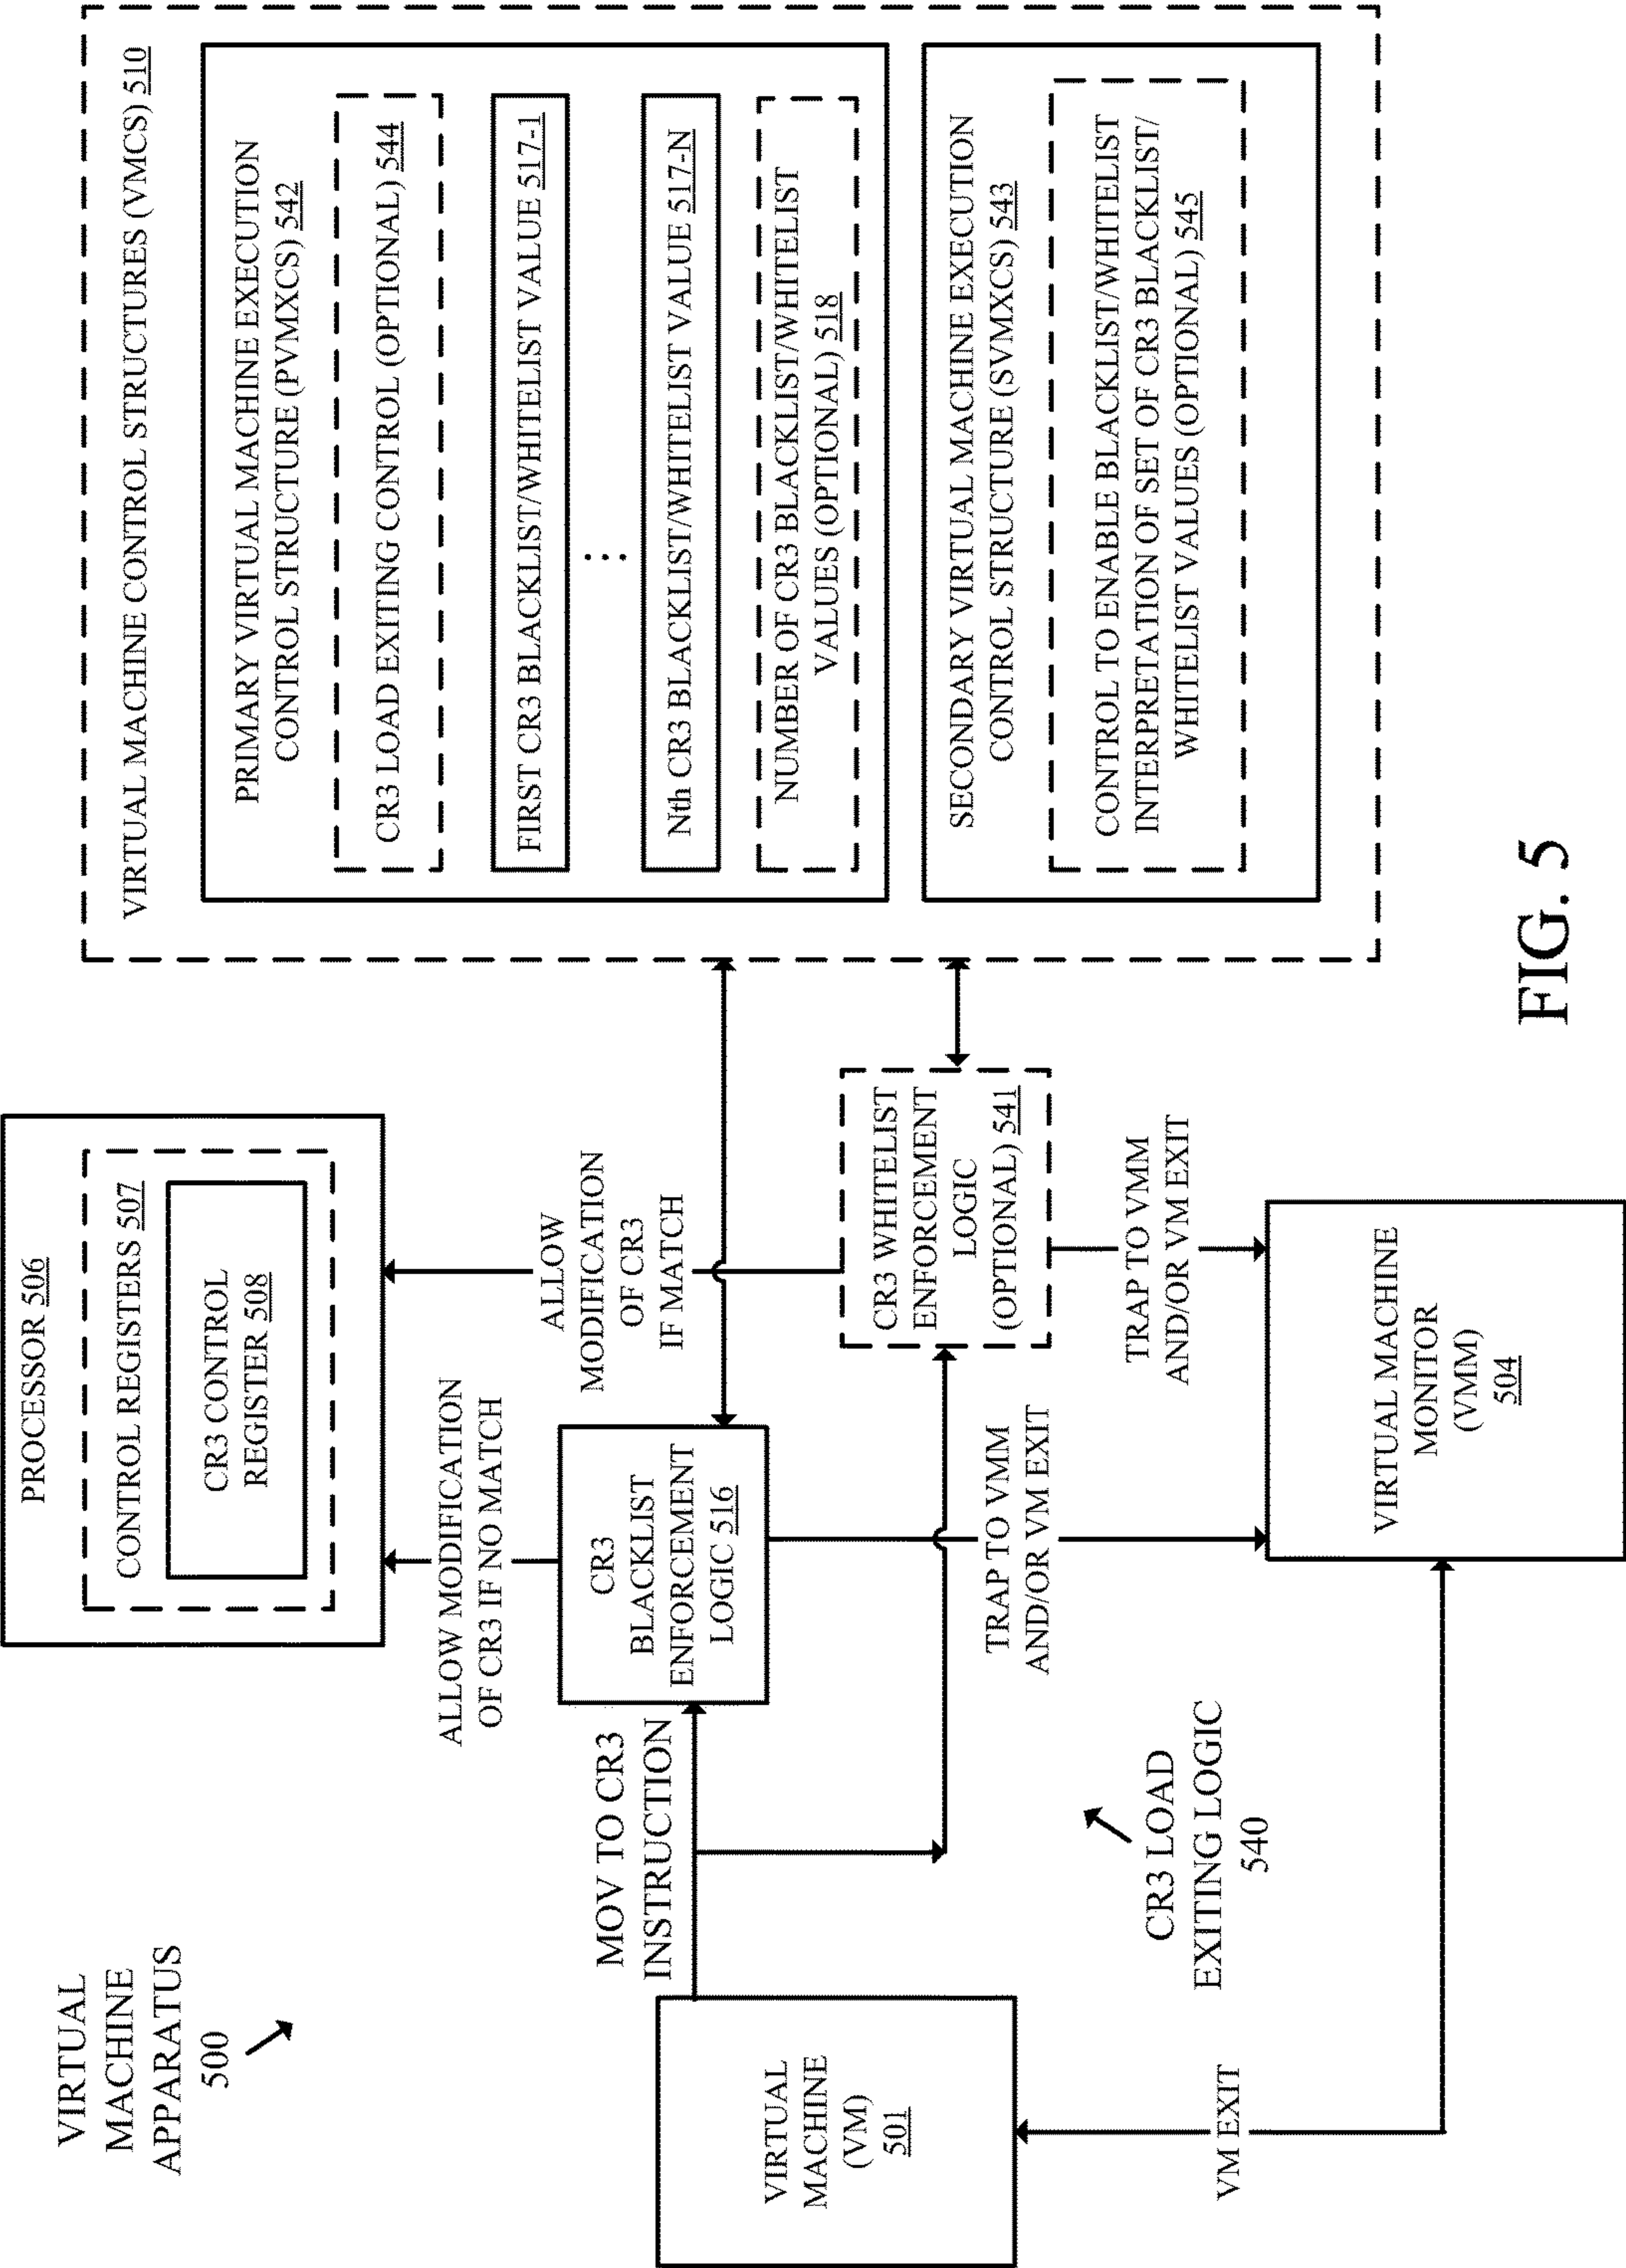 VIRTUAL
MACHINE
APPARATUS
500
PROCESSOR 506
CONTROL REGISTERS 507
CR3 CONTROL
REGISTER 508
VIRTUAL MACHINE CONTROL STRUCTURES (VMCS) 510
PRIMARY VIRTUAL MACHINE EXECUTION
CONTROL STRUCTURE (PVMXCS) 542
CR3 LOAD EXITING CONTROL (OPTIONAL) 544
FIRST CR3 BLACKLIST/WHITELIST VALUE 517-1
⋮
Nth CR3 BLACKLIST/WHITELIST VALUE 517-N
NUMBER OF CR3 BLACKLIST/WHITELIST
VALUES (OPTIONAL) 518
SECONDARY VIRTUAL MACHINE EXECUTION
CONTROL STRUCTURE (SVMXCS) 543
CONTROL TO ENABLE BLACKLIST/WHITELIST
INTERPRETATION OF SET OF CR3 BLACKLIST/
WHITELIST VALUES (OPTIONAL) 545
ALLOW MODIFICATION
OF CR3 IF NO MATCH
ALLOW
MODIFICATION
OF CR3
IF MATCH
MOV TO CR3
INSTRUCTION
CR3
BLACKLIST
ENFORCEMENT
LOGIC 516
CR3 WHITELIST
ENFORCEMENT
LOGIC
(OPTIONAL) 541
VIRTUAL
MACHINE
(VM)
501
TRAP TO VMM
AND/OR VM EXIT
TRAP TO VMM
AND/OR VM EXIT
CR3 LOAD
EXITING LOGIC
540
VIRTUAL MACHINE
MONITOR
(VMM)
504
VM EXIT
FIG. 5